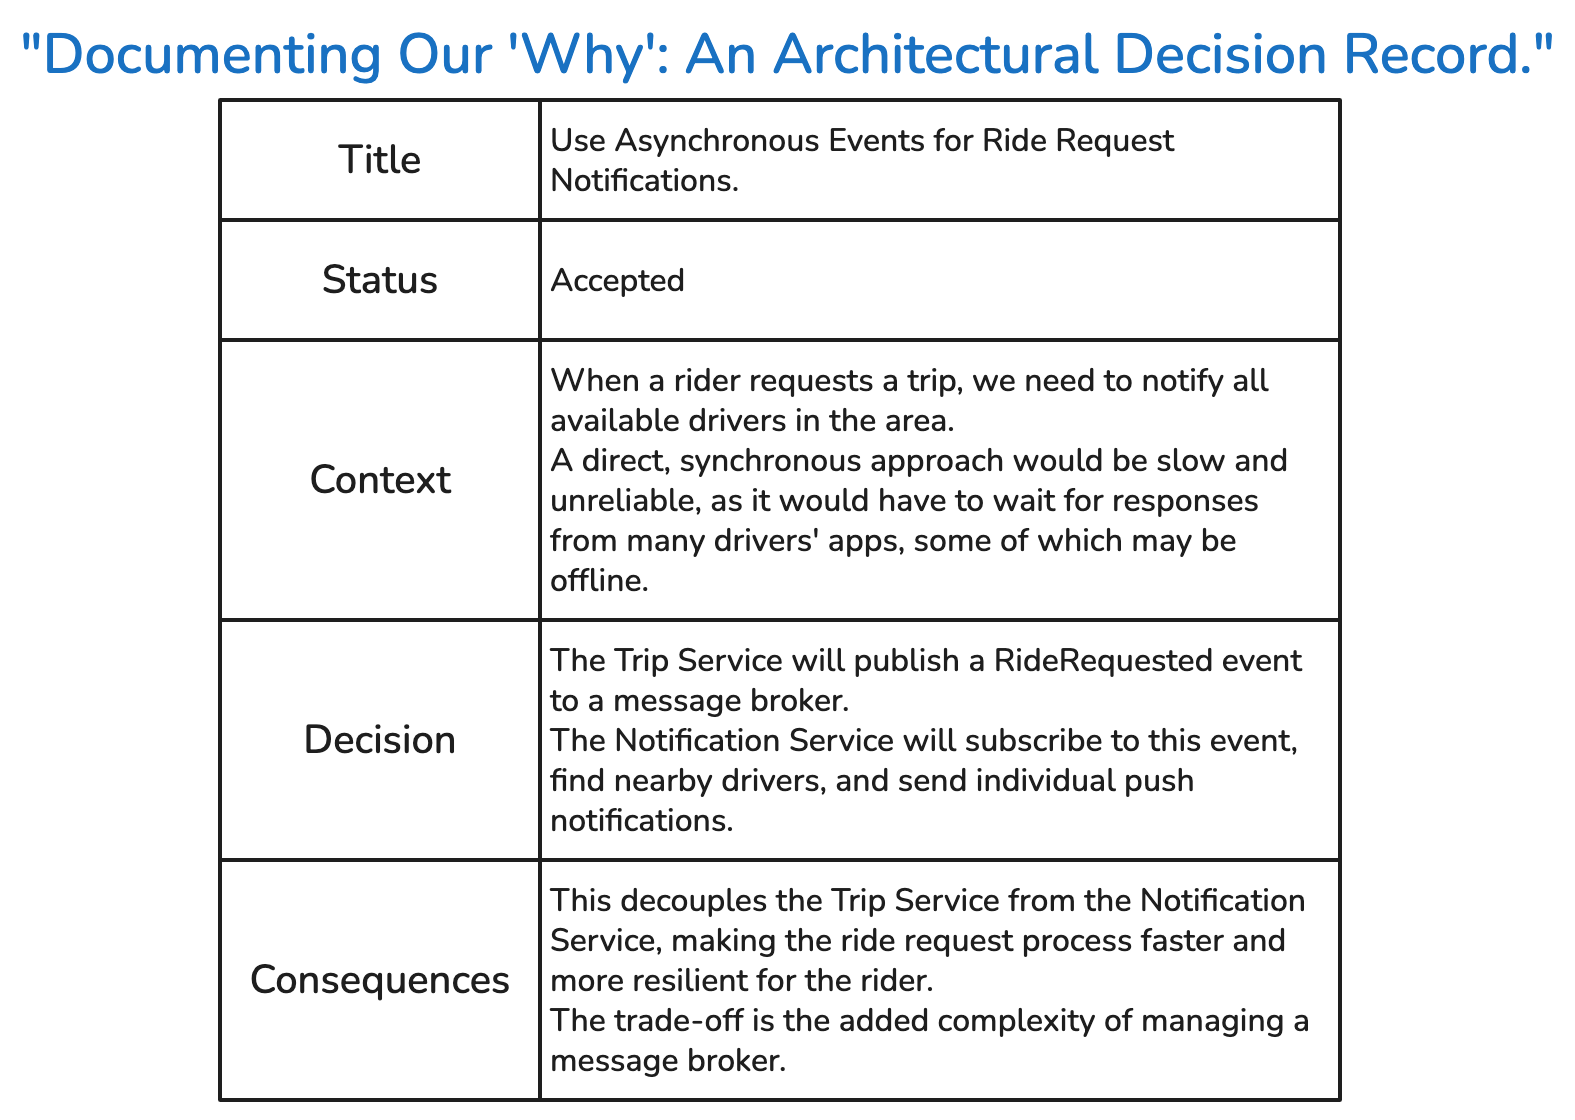 "Documenting Our 'Why': An Architectural Decision Record."
Title
Use Asynchronous Events for Ride Request
Notifications.
Status
Accepted
Context
When a rider requests a trip, we need to notify all
available drivers in the area.
A direct, synchronous approach would be slow and
unreliable, as it would have to wait for responses
from many drivers' apps, some of which may be
offline.
Decision
The Trip Service will publish a RideRequested event
to a message broker.
The Notification Service will subscribe to this event,
find nearby drivers, and send individual push
notifications.
Consequences
This decouples the Trip Service from the Notification
Service, making the ride request process faster and
more resilient for the rider.
The trade-off is the added complexity of managing a
message broker.